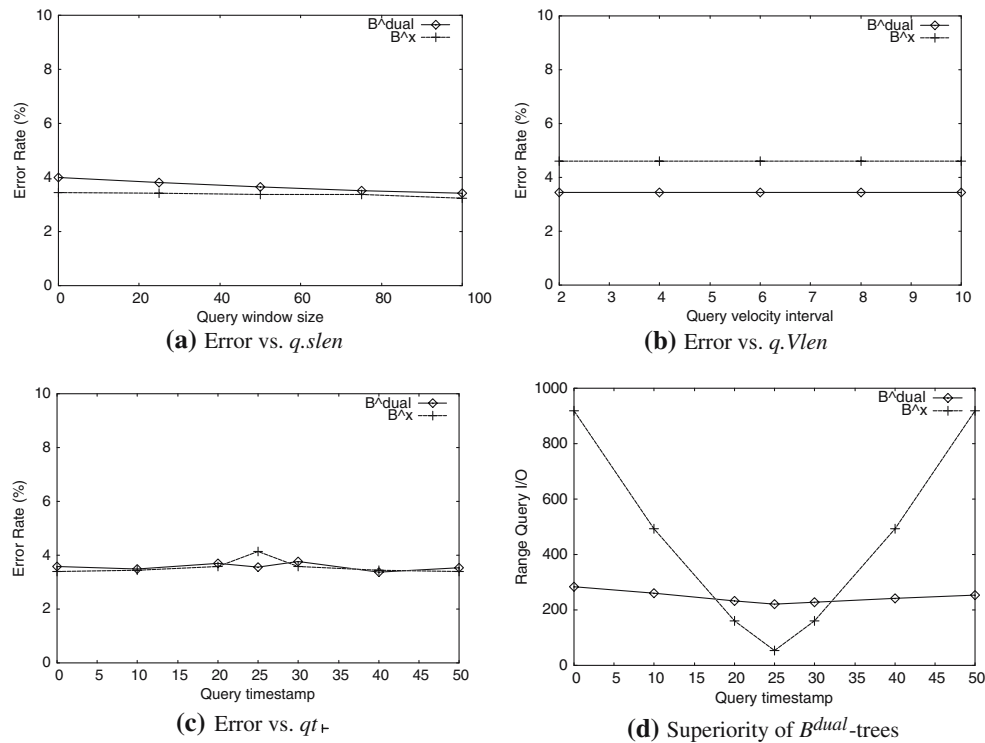 10
8
6
4
2
0
Error Rate (%)
B^dual
B^x
0 20 40 60 80 100
Query window size
(a) Error vs. q.slen
10
8
6
4
2
0
Error Rate (%)
B^dual
B^x
2 3 4 5 6 7 8 9 10
Query velocity interval
(b) Error vs. q.Vlen
10
8
6
4
2
0
Error Rate (%)
B^dual
B^x
0 5 10 15 20 25 30 35 40 45 50
Query timestamp
(c) Error vs. qt⊢
1000
800
600
400
200
0
Range Query I/O
B^dual
B^x
0 5 10 15 20 25 30 35 40 45 50
Query timestamp
(d) Superiority of Bdual-trees